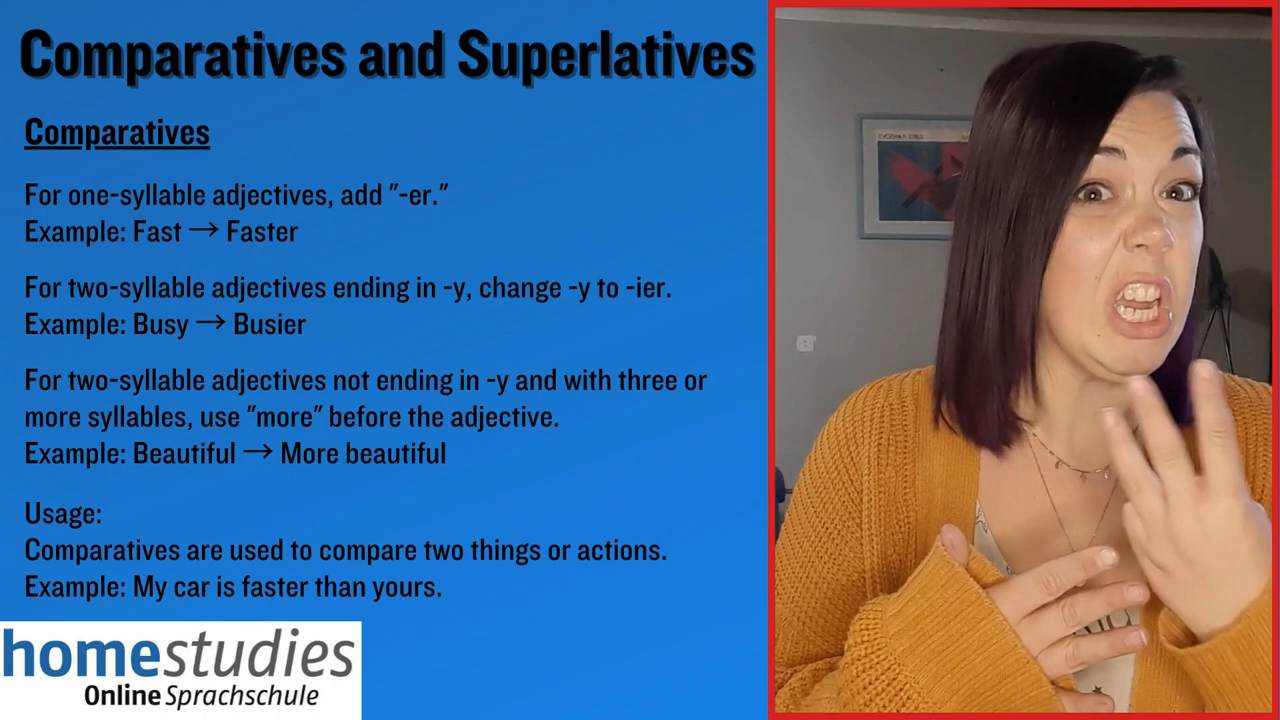 Comparatives and Superlatives
Comparatives
For one-syllable adjectives, add "-er."
Example: Fast → Faster
For two-syllable adjectives ending in -y, change -y to -ier.
Example: Busy → Busier
For two-syllable adjectives not ending in -y and with three or
more syllables, use "more" before the adjective.
Example: Beautiful → More beautiful
Usage:
Comparatives are used to compare two things or actions.
Example: My car is faster than yours.
homestudies
Online Sprachschule